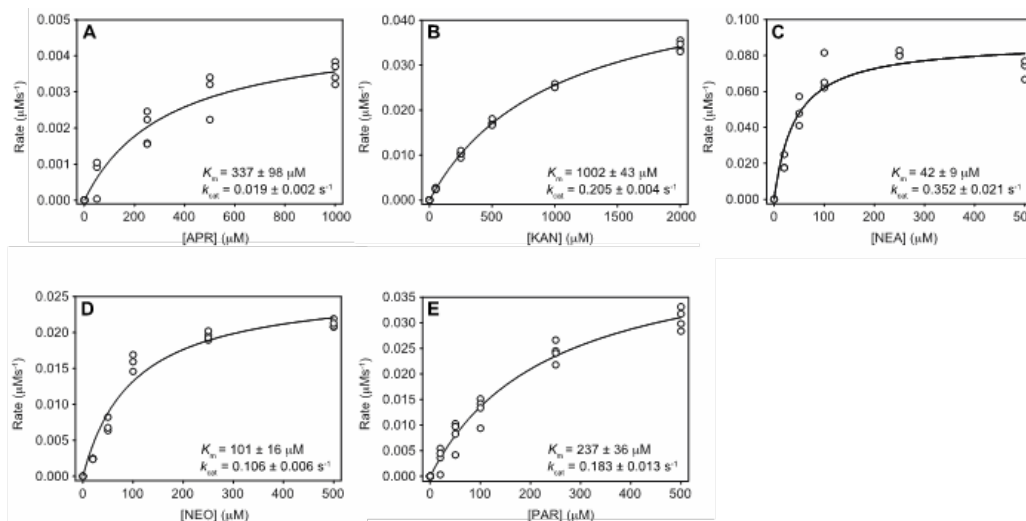 A
B
C
0.005
0.004
0.003
0.002
0.001
0.000
Rate (μMs⁻¹)
Km = 337 ± 98 μM
kcat = 0.019 ± 0.002 s⁻¹
0 200 400 600 800 1000
[APR] (μM)
0.040
0.030
0.020
0.010
0.000
Rate (μMs⁻¹)
Km = 1002 ± 43 μM
kcat = 0.205 ± 0.004 s⁻¹
0 500 1000 1500 2000
[KAN] (μM)
0.100
0.080
0.060
0.040
0.020
0.000
Rate (μMs⁻¹)
Km = 42 ± 9 μM
kcat = 0.352 ± 0.021 s⁻¹
0 100 200 300 400 500
[NEA] (μM)
D
E
0.025
0.020
0.015
0.010
0.005
0.000
Rate (μMs⁻¹)
Km = 101 ± 16 μM
kcat = 0.106 ± 0.006 s⁻¹
0 100 200 300 400 500
[NEO] (μM)
0.035
0.030
0.025
0.020
0.015
0.010
0.005
0.000
Rate (μMs⁻¹)
Km = 237 ± 36 μM
kcat = 0.183 ± 0.013 s⁻¹
0 100 200 300 400 500
[PAR] (μM)